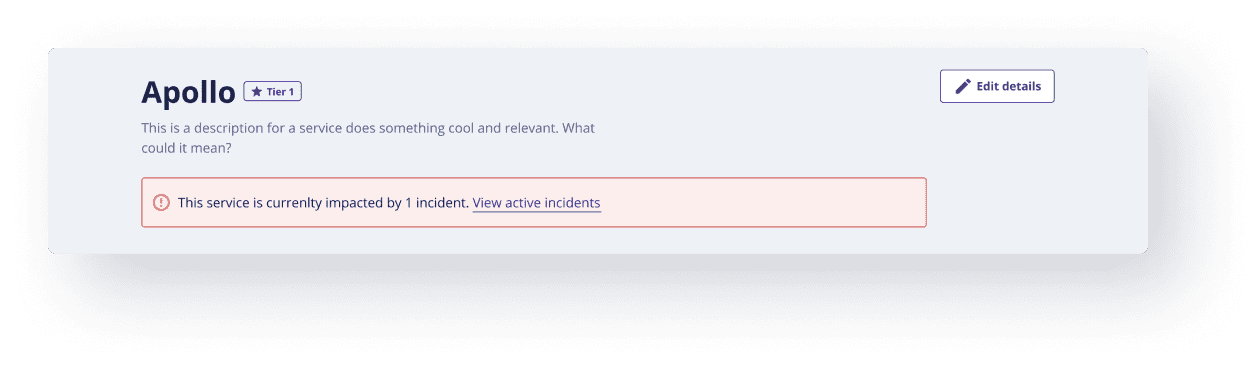 Apollo
Tier 1
Edit details
This is a description for a service does something cool and relevant. What
could it mean?
This service is currenlty impacted by 1 incident. View active incidents